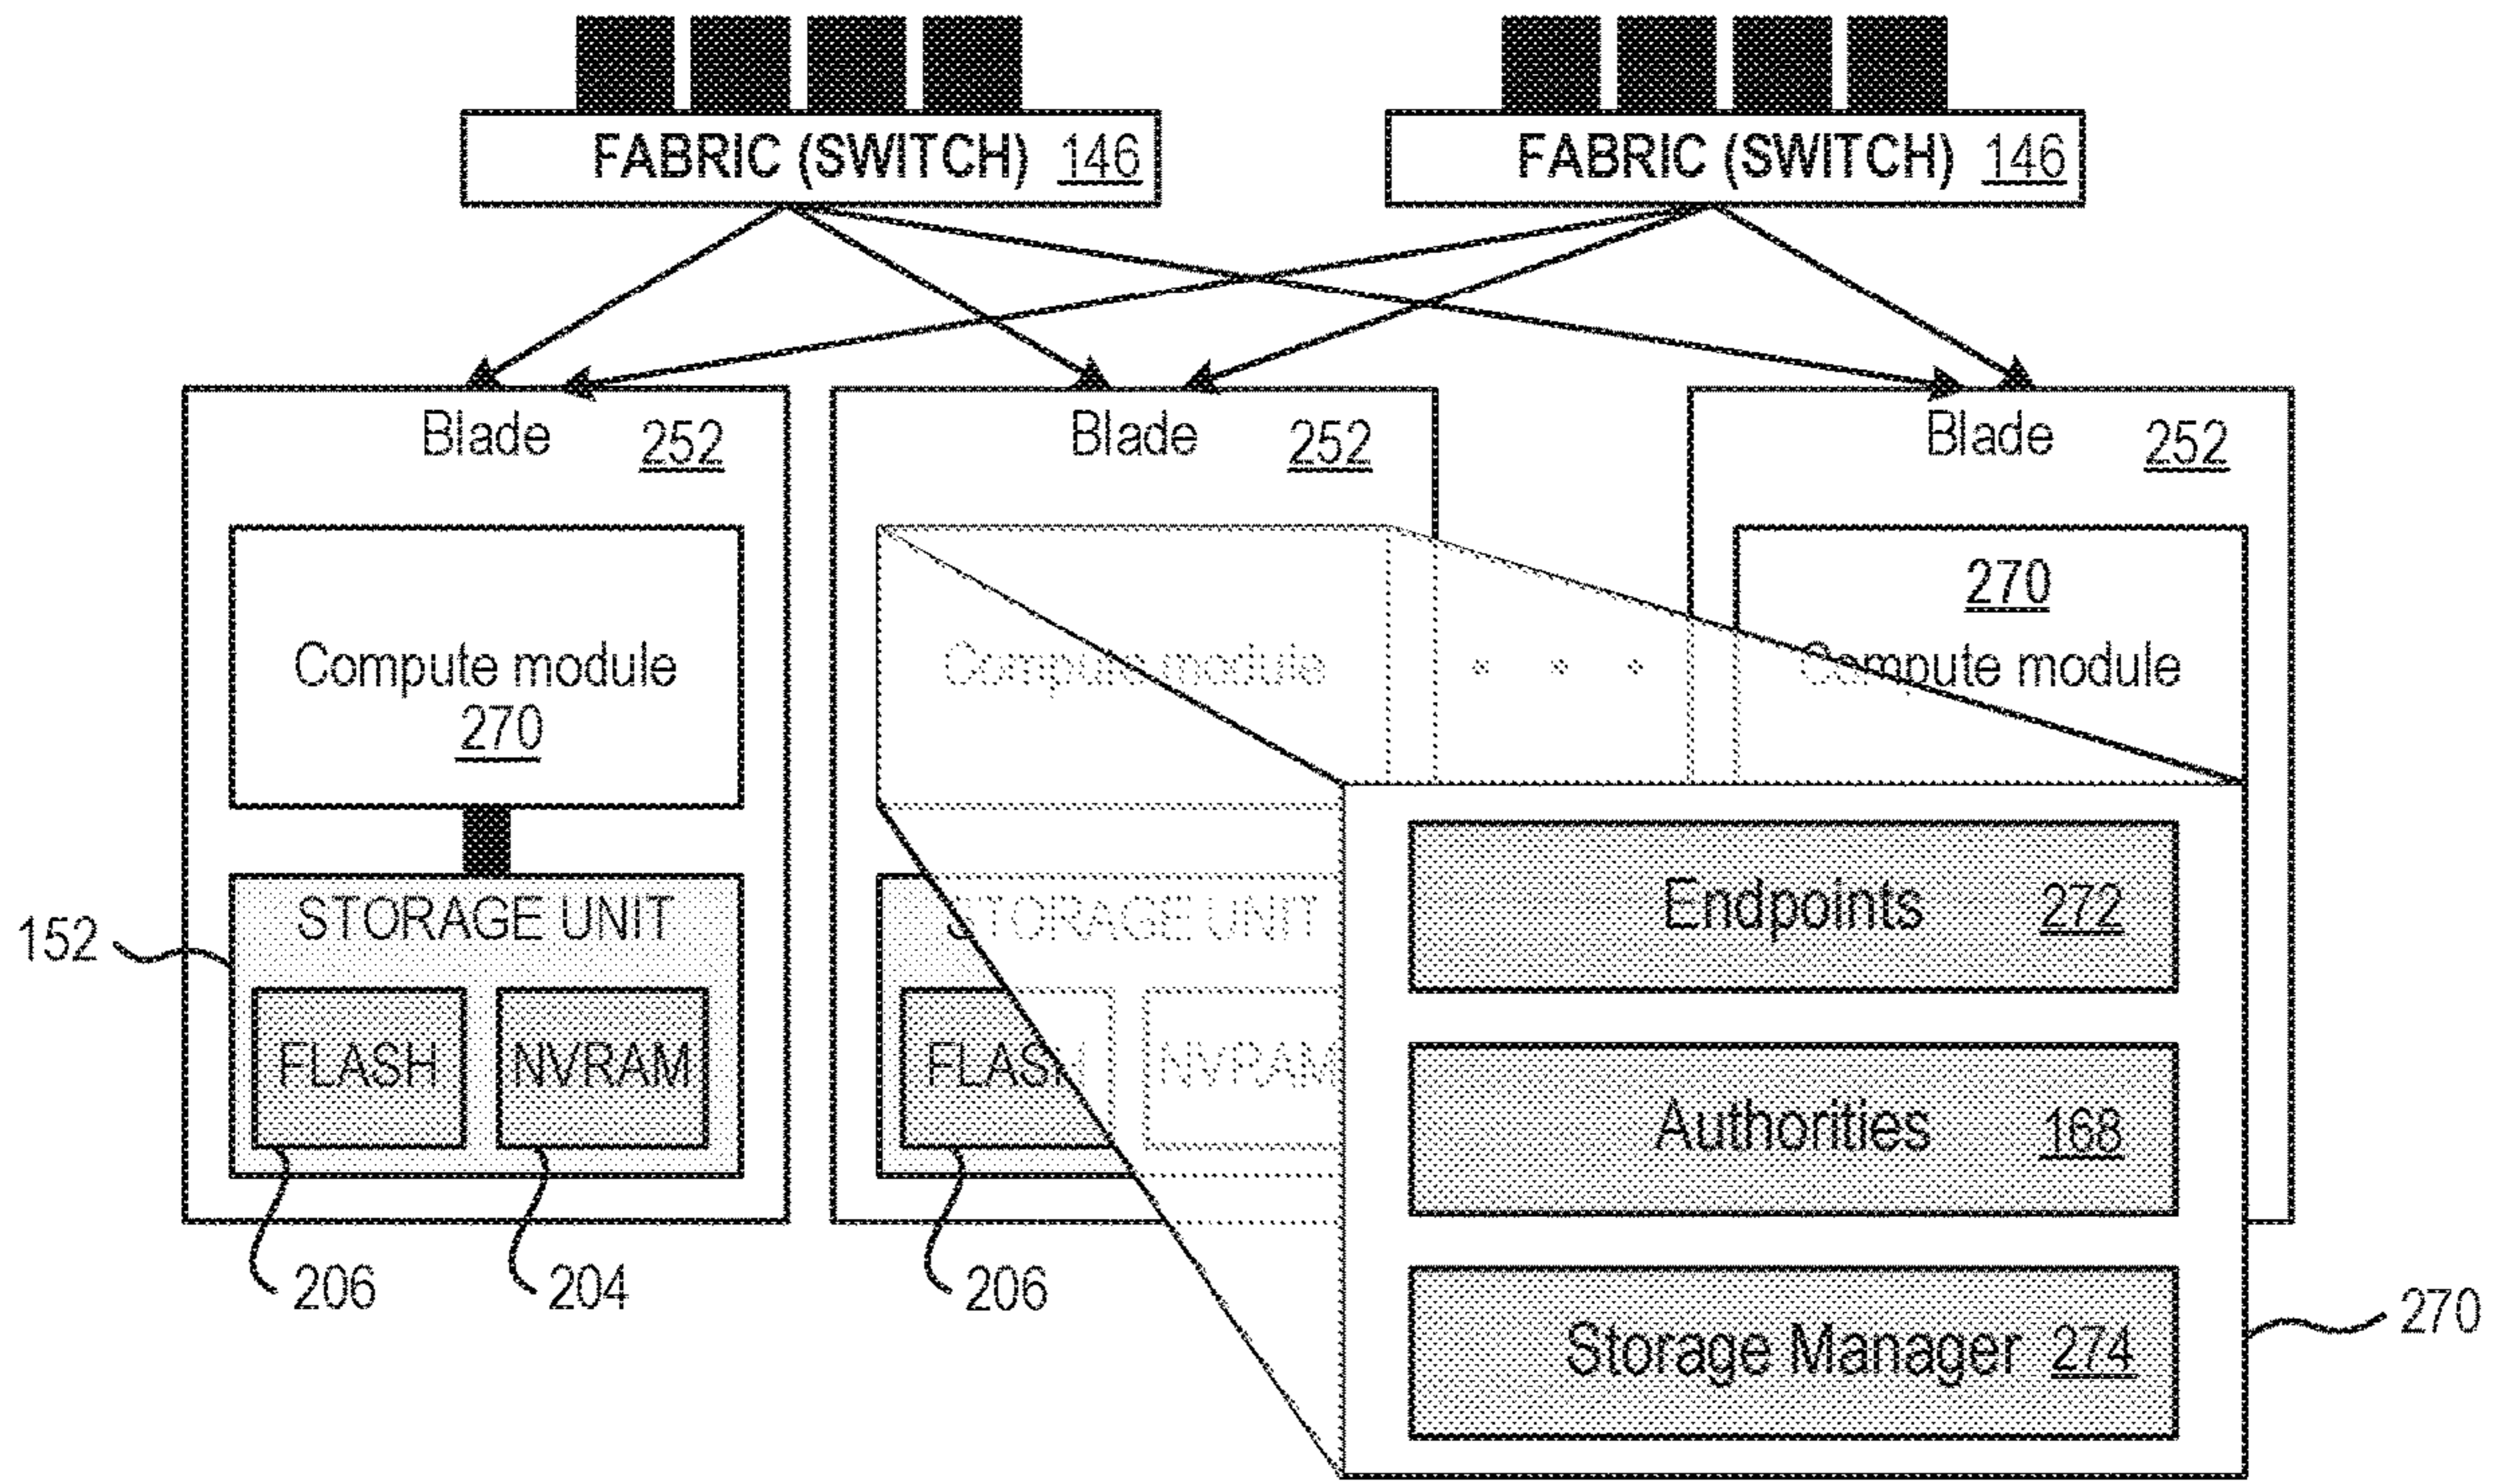 FABRIC (SWITCH) 146
FABRIC (SWITCH) 146
Blade 252
Blade 252
Blade 252
Compute module
270
Compute module
270
Compute module
STORAGE UNIT
152
FLASH
NVRAM
STORAGE UNIT
FLASH
NVRAM
Endpoints 272
Authorities 168
Storage Manager 274
206
204
206
270